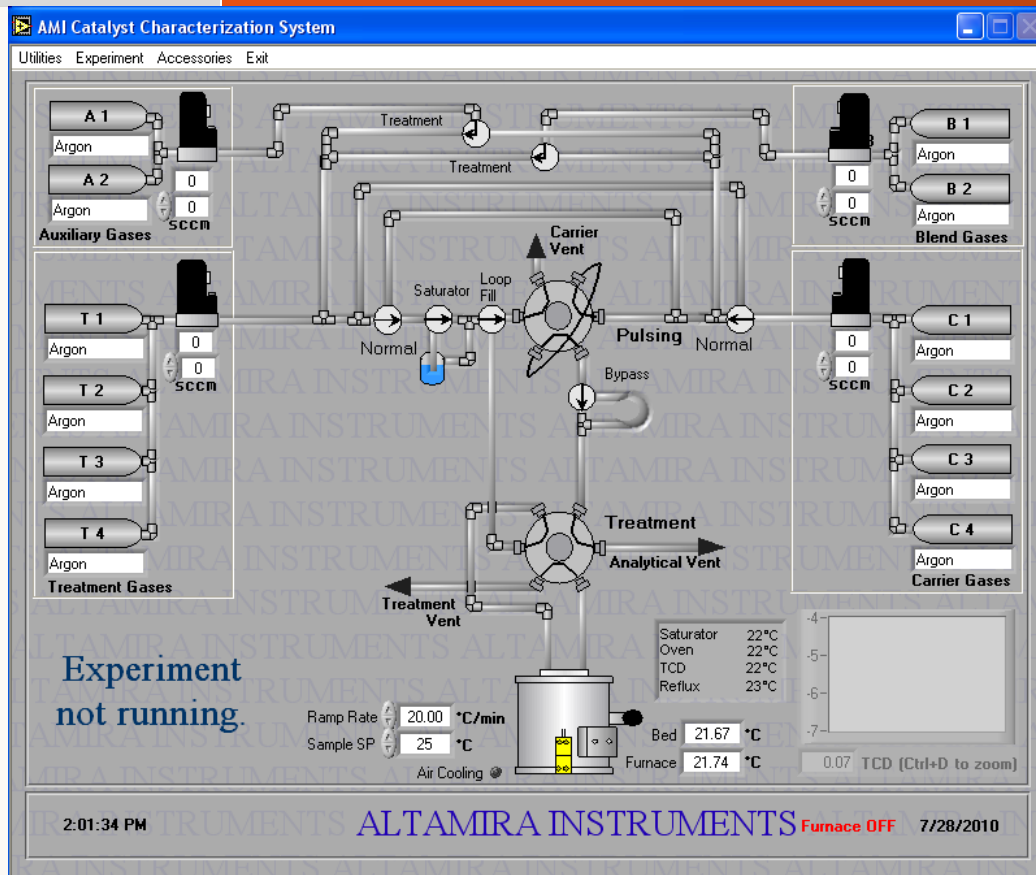 AMI Catalyst Characterization System
Utilities Experiment Accessories Exit
A 1
Argon
A 2
Argon
0
0
sccm
Auxiliary Gases
Treatment
Treatment
B 1
Argon
B 2
Argon
0
0
sccm
Blend Gases
T 1
Argon
T 2
Argon
T 3
Argon
T 4
Argon
0
0
sccm
Treatment Gases
Normal
Saturator
Loop
Fill
Carrier
Vent
Pulsing
Normal
Bypass
C 1
Argon
C 2
Argon
C 3
Argon
C 4
Argon
0
0
sccm
Carrier Gases
Treatment
Analytical Vent
Treatment
Vent
Experiment
not running.
Saturator 22°C
Oven 22°C
TCD 22°C
Reflux 23°C
-4-
-5-
-6-
-7-
Ramp Rate 20.00 °C/min
Sample SP 25 °C
Air Cooling
Bed 21.67 °C
Furnace 21.74 °C
0.07 TCD (Ctrl+D to zoom)
2:01:34 PM
ALTAMIRA INSTRUMENTS
Furnace OFF
7/28/2010